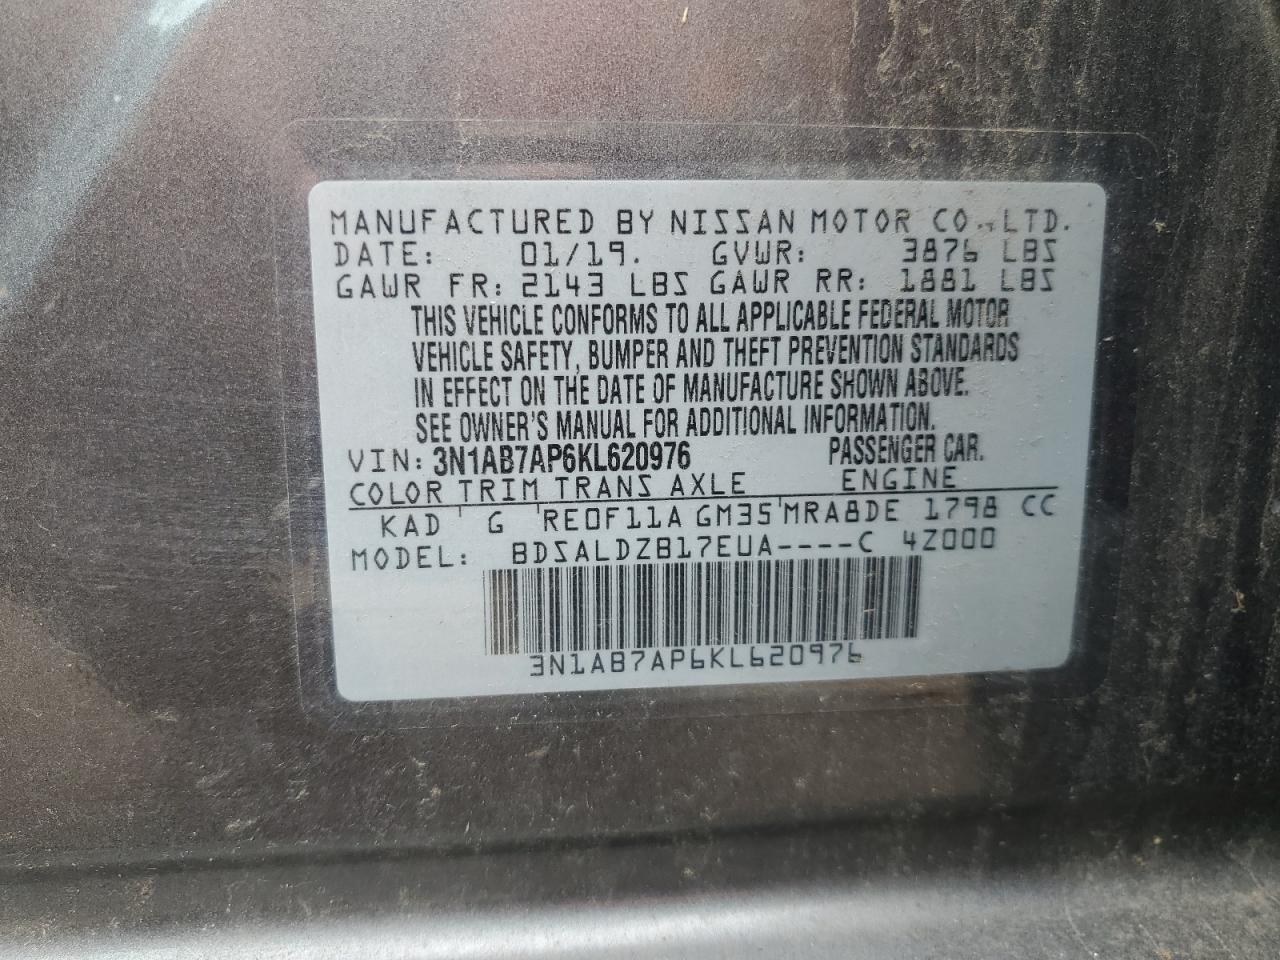 MANUFACTURED BY NISSAN MOTOR CO.,LTD.
DATE: 01/19. GVWR: 3876 LBS
GAWR FR: 2143 LBS GAWR RR: 1881 LBS
THIS VEHICLE CONFORMS TO ALL APPLICABLE FEDERAL MOTOR
VEHICLE SAFETY, BUMPER AND THEFT PREVENTION STANDARDS
IN EFFECT ON THE DATE OF MANUFACTURE SHOWN ABOVE.
SEE OWNER'S MANUAL FOR ADDITIONAL INFORMATION.
VIN: 3N1AB7AP6KL620976 PASSENGER CAR.
COLOR TRIM TRANS AXLE ENGINE
KAD G RE0F11A GM35 MRA8DE 1798 CC
MODEL: BDSALDZB17EUA----C 4Z000
3N1AB7AP6KL620976